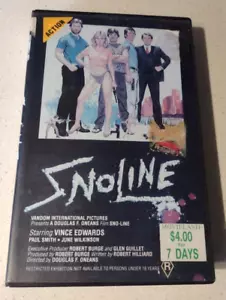 ACTION
SNOLINE
VANDOM INTERNATIONAL PICTURES
Presents A DOUGLAS F. ONEANS Film SNO-LINE
Starring VINCE EDWARDS
PAUL SMITH • JUNE WILKINSON
Executive Producer ROBERT BURGE and GLEN GUILLET
Produced by ROBERT BURGE Written by ROBERT HILLIARD
Directed by DOUGLAS F. ONEANS
RESTRICTED EXHIBITION NOT AVAILABLE TO PERSONS UNDER 18 YEARS
R
$4.00
7 DAYS